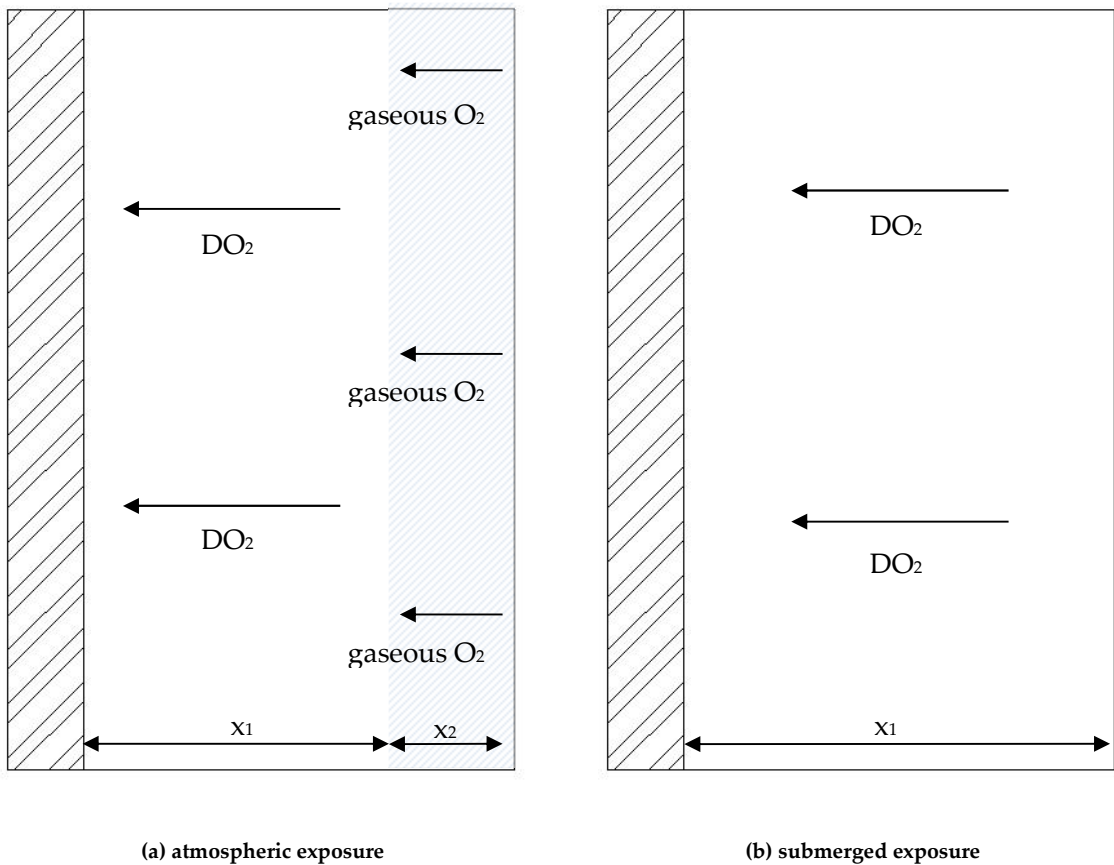 gaseous O₂
DO₂
gaseous O₂
DO₂
gaseous O₂
x₁
x₂
(a) atmospheric exposure
DO₂
DO₂
x₁
(b) submerged exposure